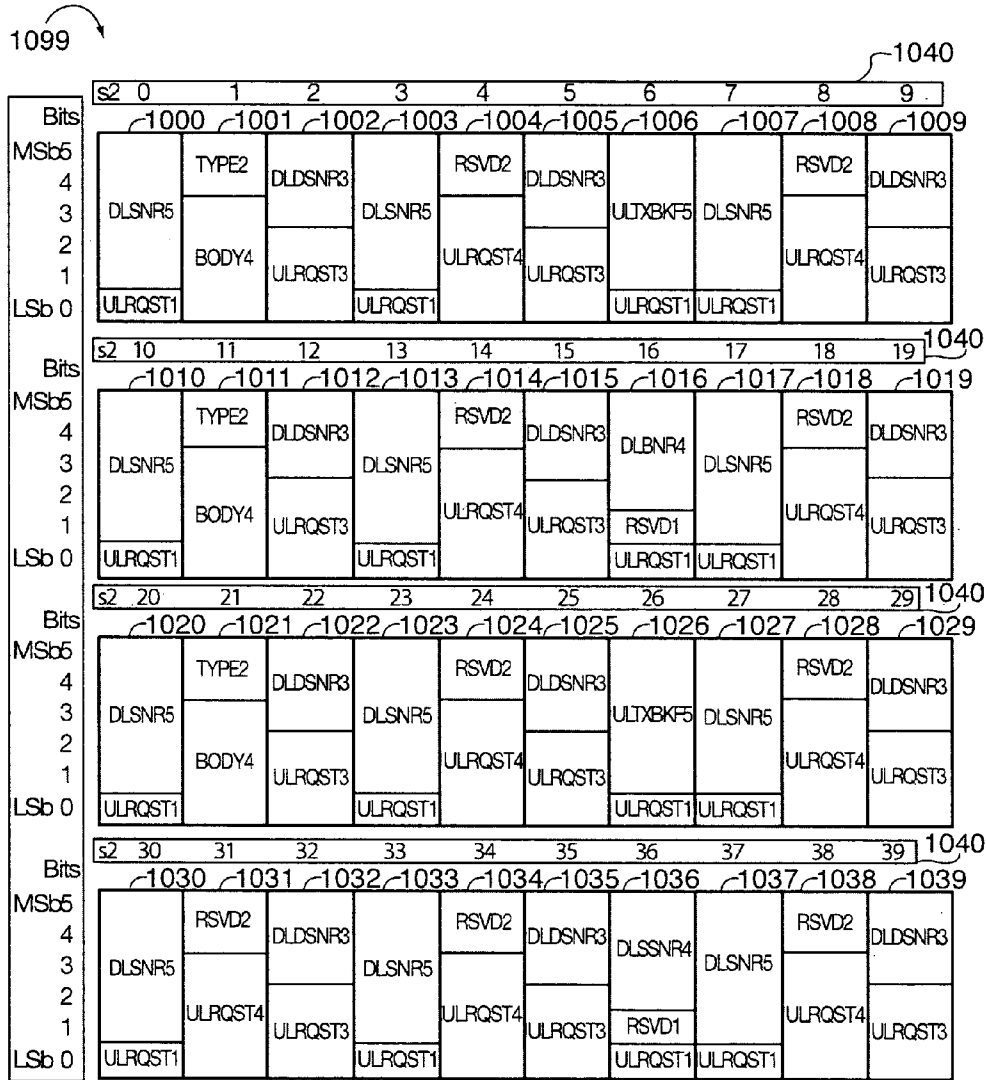 1099
1040
s2 0 1 2 3 4 5 6 7 8 9
Bits 1000 1001 1002 1003 1004 1005 1006 1007 1008 1009
MSb5 TYPE2 RSVD2 RSVD2
4 DLDSNR3 DLDSNR3 DLDSNR3
3 DLSNR5 DLSNR5 ULTXBKF5 DLSNR5
2 BODY4 ULRQST4 ULRQST4
1 ULRQST3 ULRQST3 ULRQST3
LSb 0 ULRQST1 ULRQST1 ULRQST1 ULRQST1
s2 10 11 12 13 14 15 16 17 18 19 1040
Bits 1010 1011 1012 1013 1014 1015 1016 1017 1018 1019
MSb5 TYPE2 RSVD2 RSVD2
4 DLDSNR3 DLDSNR3 DLBNR4 DLDSNR3
3 DLSNR5 DLSNR5 DLSNR5
2 BODY4 ULRQST4 ULRQST4
1 ULRQST3 ULRQST3 RSVD1 ULRQST3
LSb 0 ULRQST1 ULRQST1 ULRQST1 ULRQST1
s2 20 21 22 23 24 25 26 27 28 29 1040
Bits 1020 1021 1022 1023 1024 1025 1026 1027 1028 1029
MSb5 TYPE2 RSVD2 RSVD2
4 DLDSNR3 DLDSNR3 DLDSNR3
3 DLSNR5 DLSNR5 ULTXBKF5 DLSNR5
2 BODY4 ULRQST4 ULRQST4
1 ULRQST3 ULRQST3 ULRQST3
LSb 0 ULRQST1 ULRQST1 ULRQST1 ULRQST1
s2 30 31 32 33 34 35 36 37 38 39 1040
Bits 1030 1031 1032 1033 1034 1035 1036 1037 1038 1039
MSb5 RSVD2 RSVD2 RSVD2
4 DLDSNR3 DLDSNR3 DLSSNR4 DLDSNR3
3 DLSNR5 DLSNR5 DLSNR5
2 ULRQST4 ULRQST4 ULRQST4
1 ULRQST3 ULRQST3 RSVD1 ULRQST3
LSb 0 ULRQST1 ULRQST1 ULRQST1 ULRQST1